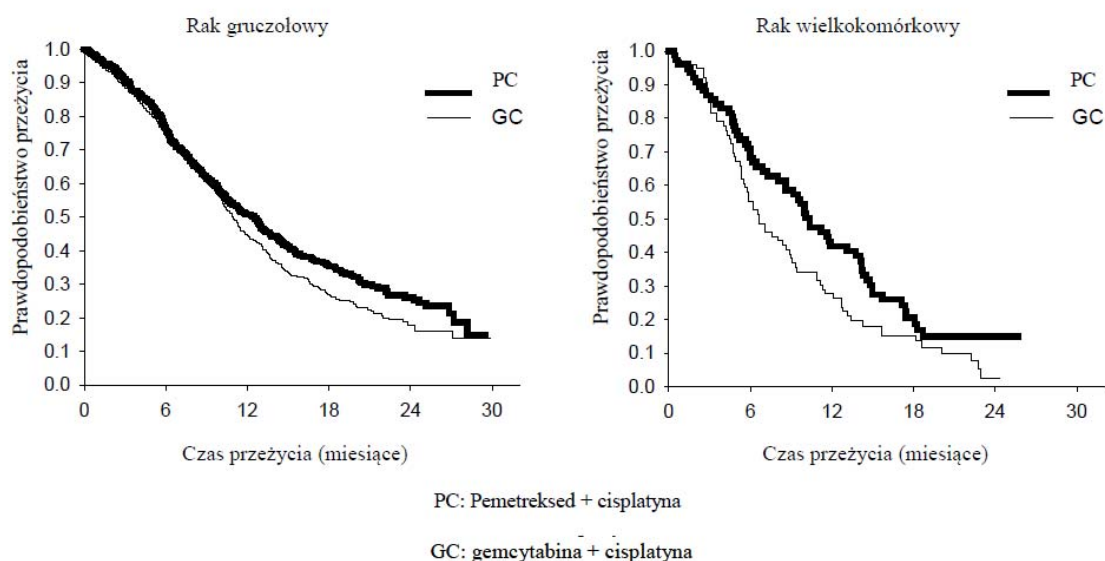 Rak gruczołowy
Prawdopodobieństwo przeżycia
1.0
0.9
0.8
0.7
0.6
0.5
0.4
0.3
0.2
0.1
0.0
PC
GC
0 6 12 18 24 30
Czas przeżycia (miesiące)
Rak wielkokomórkowy
Prawdopodobieństwo przeżycia
1.0
0.9
0.8
0.7
0.6
0.5
0.4
0.3
0.2
0.1
0.0
PC
GC
0 6 12 18 24 30
Czas przeżycia (miesiące)
PC: Pemetreksed + cisplatyna
GC: gemcytabina + cisplatyna